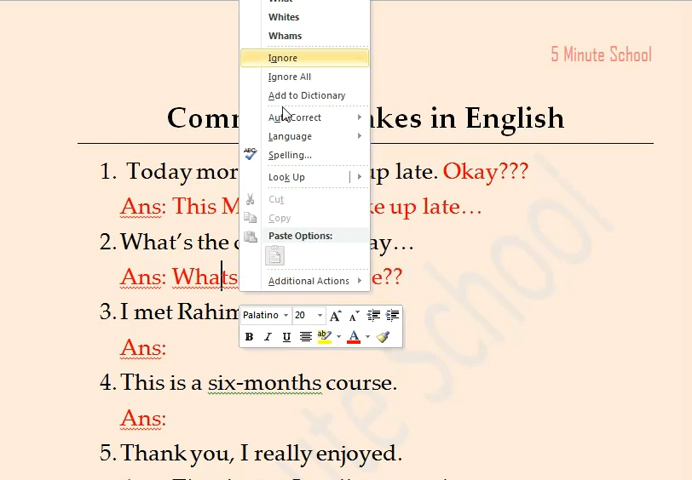 What
Whites
Whams
Ignore
Ignore All
Add to Dictionary
AutoCorrect
Language
Spelling...
Look Up
Cut
Copy
Paste Options:
Additional Actions
Palatino 20
B I U A
5 Minute School
Com akes in English
1. Today mor up late. Okay???
Ans: This M ke up late…
2. What's the ay…
Ans: Whats e??
3. I met Rahim
Ans:
4. This is a six-months course.
Ans:
5. Thank you, I really enjoyed.